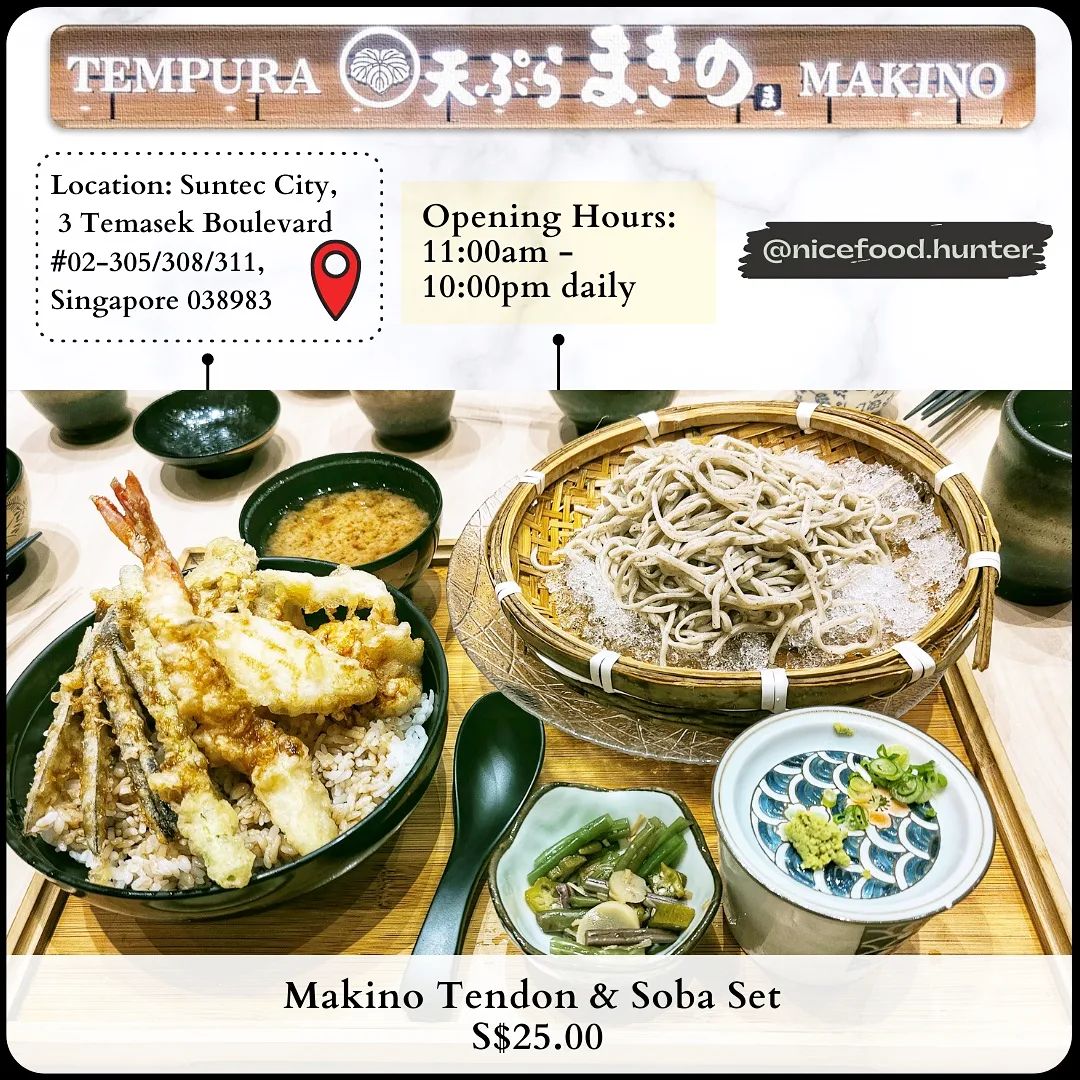 TEMPURA 天ぷら まきの ま MAKINO
Location: Suntec City,
3 Temasek Boulevard
#02-305/308/311,
Singapore 038983
Opening Hours:
11:00am -
10:00pm daily
@nicefood.hunter
Makino Tendon & Soba Set
S$25.00